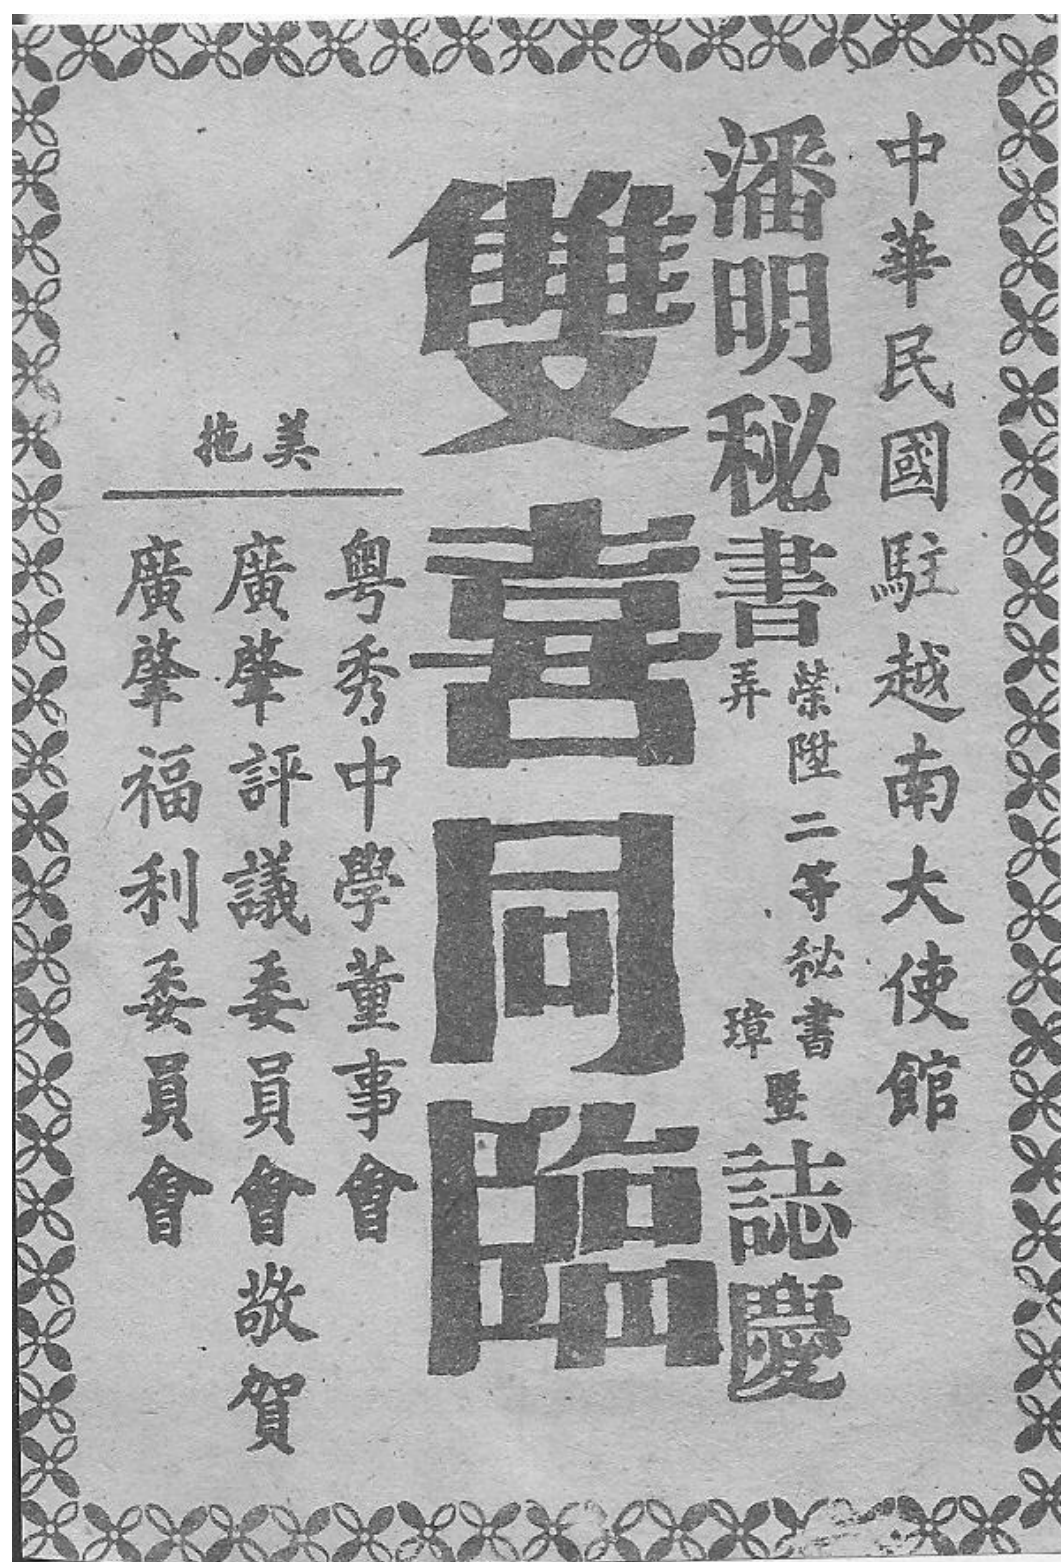 中華民國駐越南大使館
潘明秘書
榮陞二等秘書暨
弄璋
誌慶
雙喜同臨
美拖
粵秀中學董事會
廣肇評議委員會敬賀
廣肇福利委員會